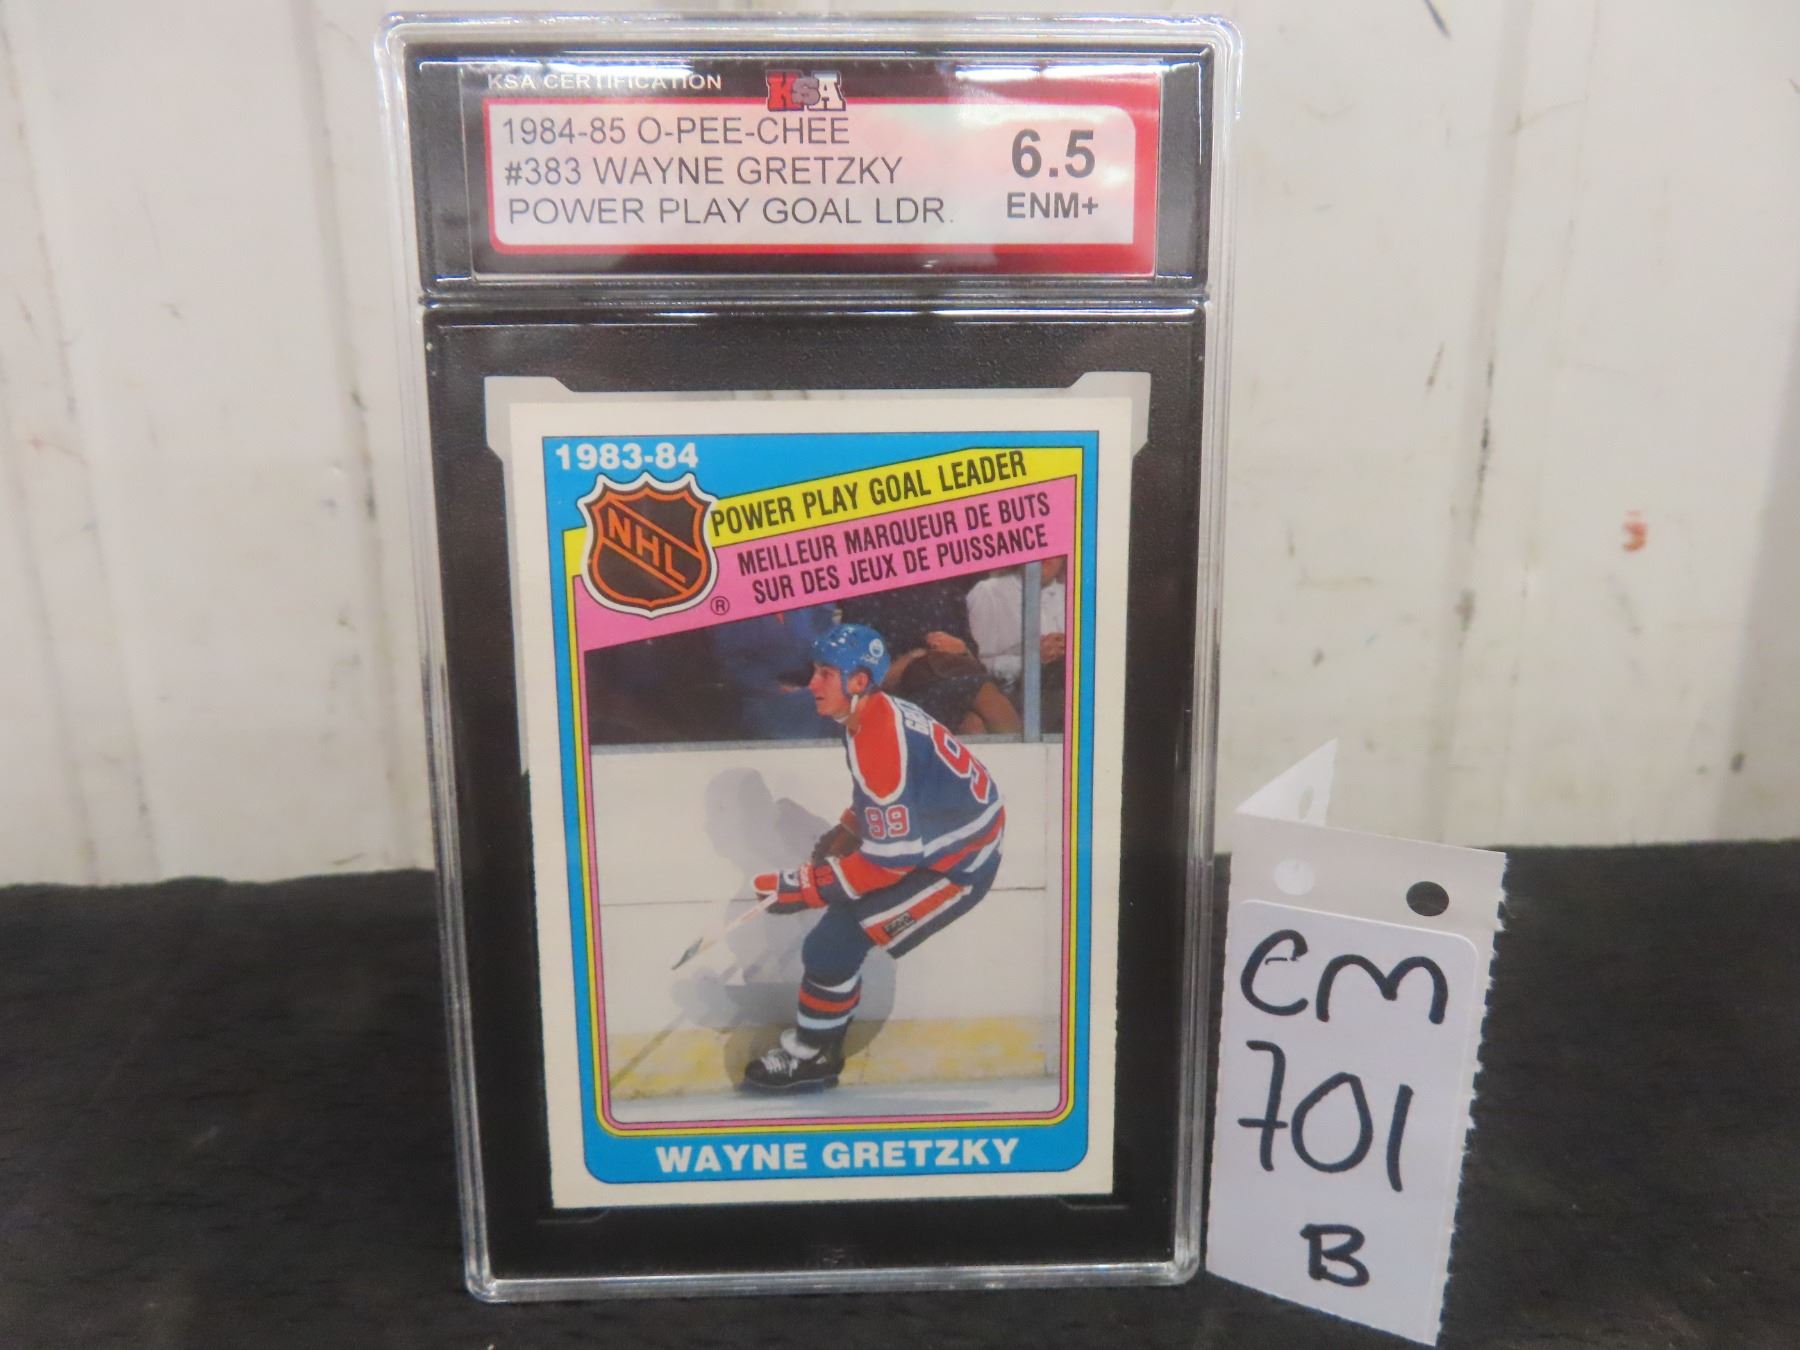 KSA CERTIFICATION
KSA
1984-85 O-PEE-CHEE
#383 WAYNE GRETZKY
POWER PLAY GOAL LDR.
6.5
ENM+
1983-84
NHL
®
POWER PLAY GOAL LEADER
MEILLEUR MARQUEUR DE BUTS
SUR DES JEUX DE PUISSANCE
99
99
WAYNE GRETZKY
CM
701
B